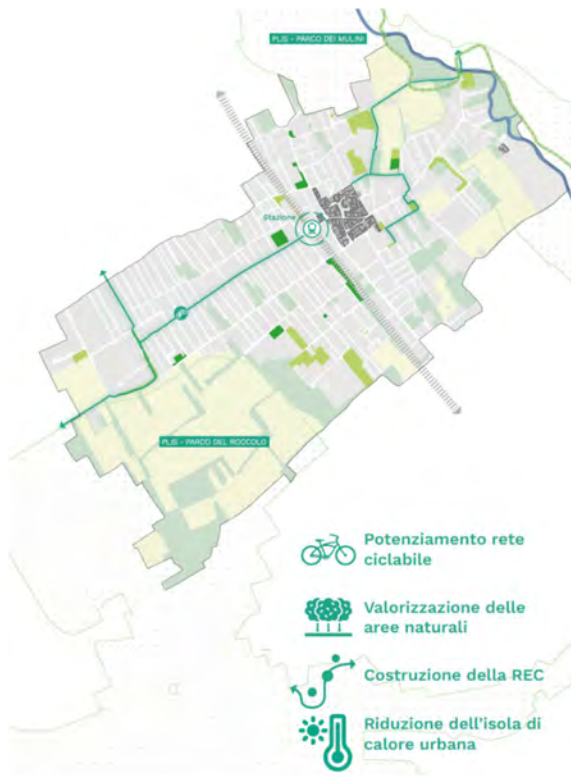 PLIS - PARCO DEI MULINI
Stazione
PLIS - PARCO DEL ROCCOLO
Potenziamento rete
ciclabile
Valorizzazione delle
aree naturali
Costruzione della REC
Riduzione dell'isola di
calore urbana